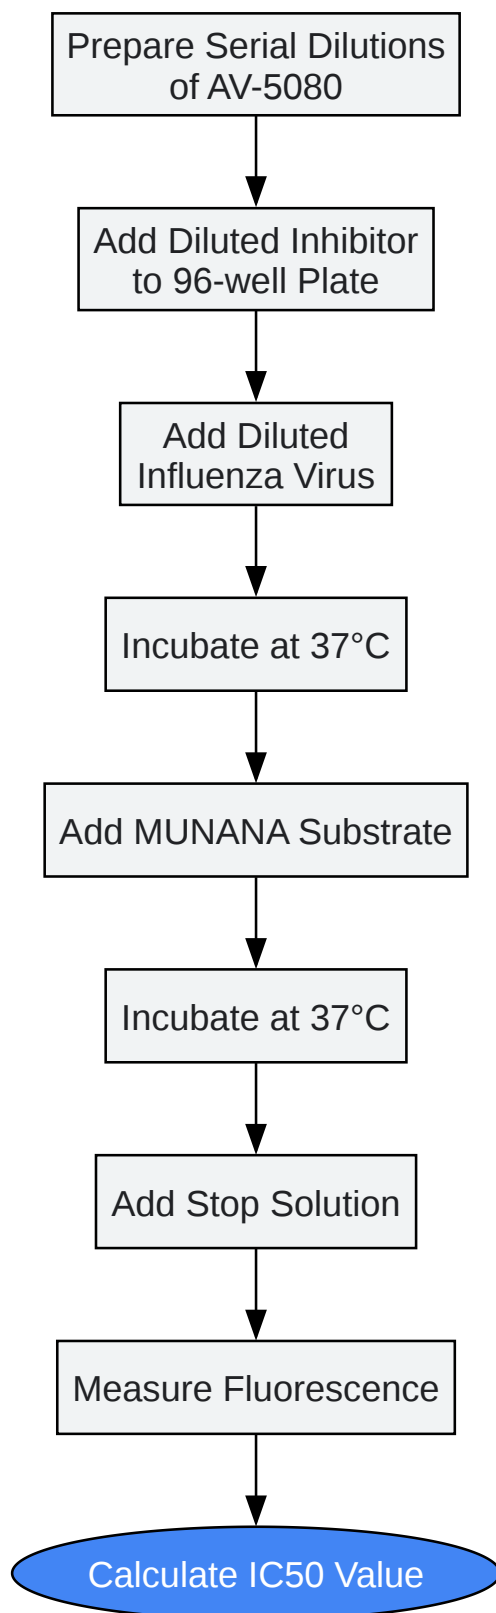 Prepare Serial Dilutions
of AV-5080
Add Diluted Inhibitor
to 96-well Plate
Add Diluted
Influenza Virus
Incubate at 37°C
Add MUNANA Substrate
Incubate at 37°C
Add Stop Solution
Measure Fluorescence
Calculate IC50 Value